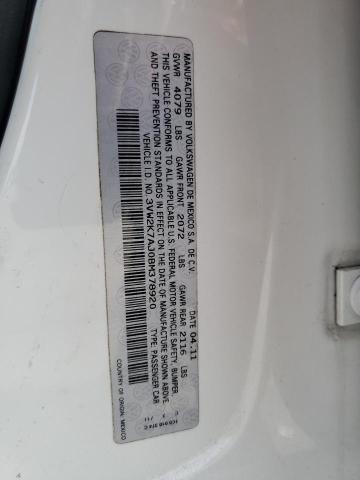 MANUFACTURED BY VOLKSWAGEN DE MEXICO S.A. DE C.V. DATE 04.11
GVWR 4079 LBS GAWR FRONT 2072 LBS GAWR REAR 2116 LBS
THIS VEHICLE CONFORMS TO ALL APPLICABLE U.S. FEDERAL MOTOR VEHICLE SAFETY, BUMPER,
AND THEFT PREVENTION STANDARDS IN EFFECT ON THE DATE OF MANUFACTURE SHOWN ABOVE.
VEHICLE I.D. NO. 3VW2K7AJ0BM378920 TYPE: PASSENGER CAR
COUNTRY OF ORIGIN: MEXICO